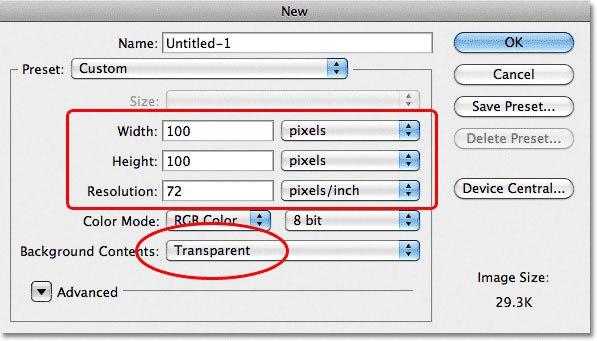 New
Name: Untitled-1
OK
Preset: Custom
Cancel
Size:
Save Preset...
Width: 100 pixels
Delete Preset...
Height: 100 pixels
Resolution: 72 pixels/inch
Device Central...
Color Mode: RGB Color 8 bit
Background Contents: Transparent
Image Size:
29.3K
Advanced